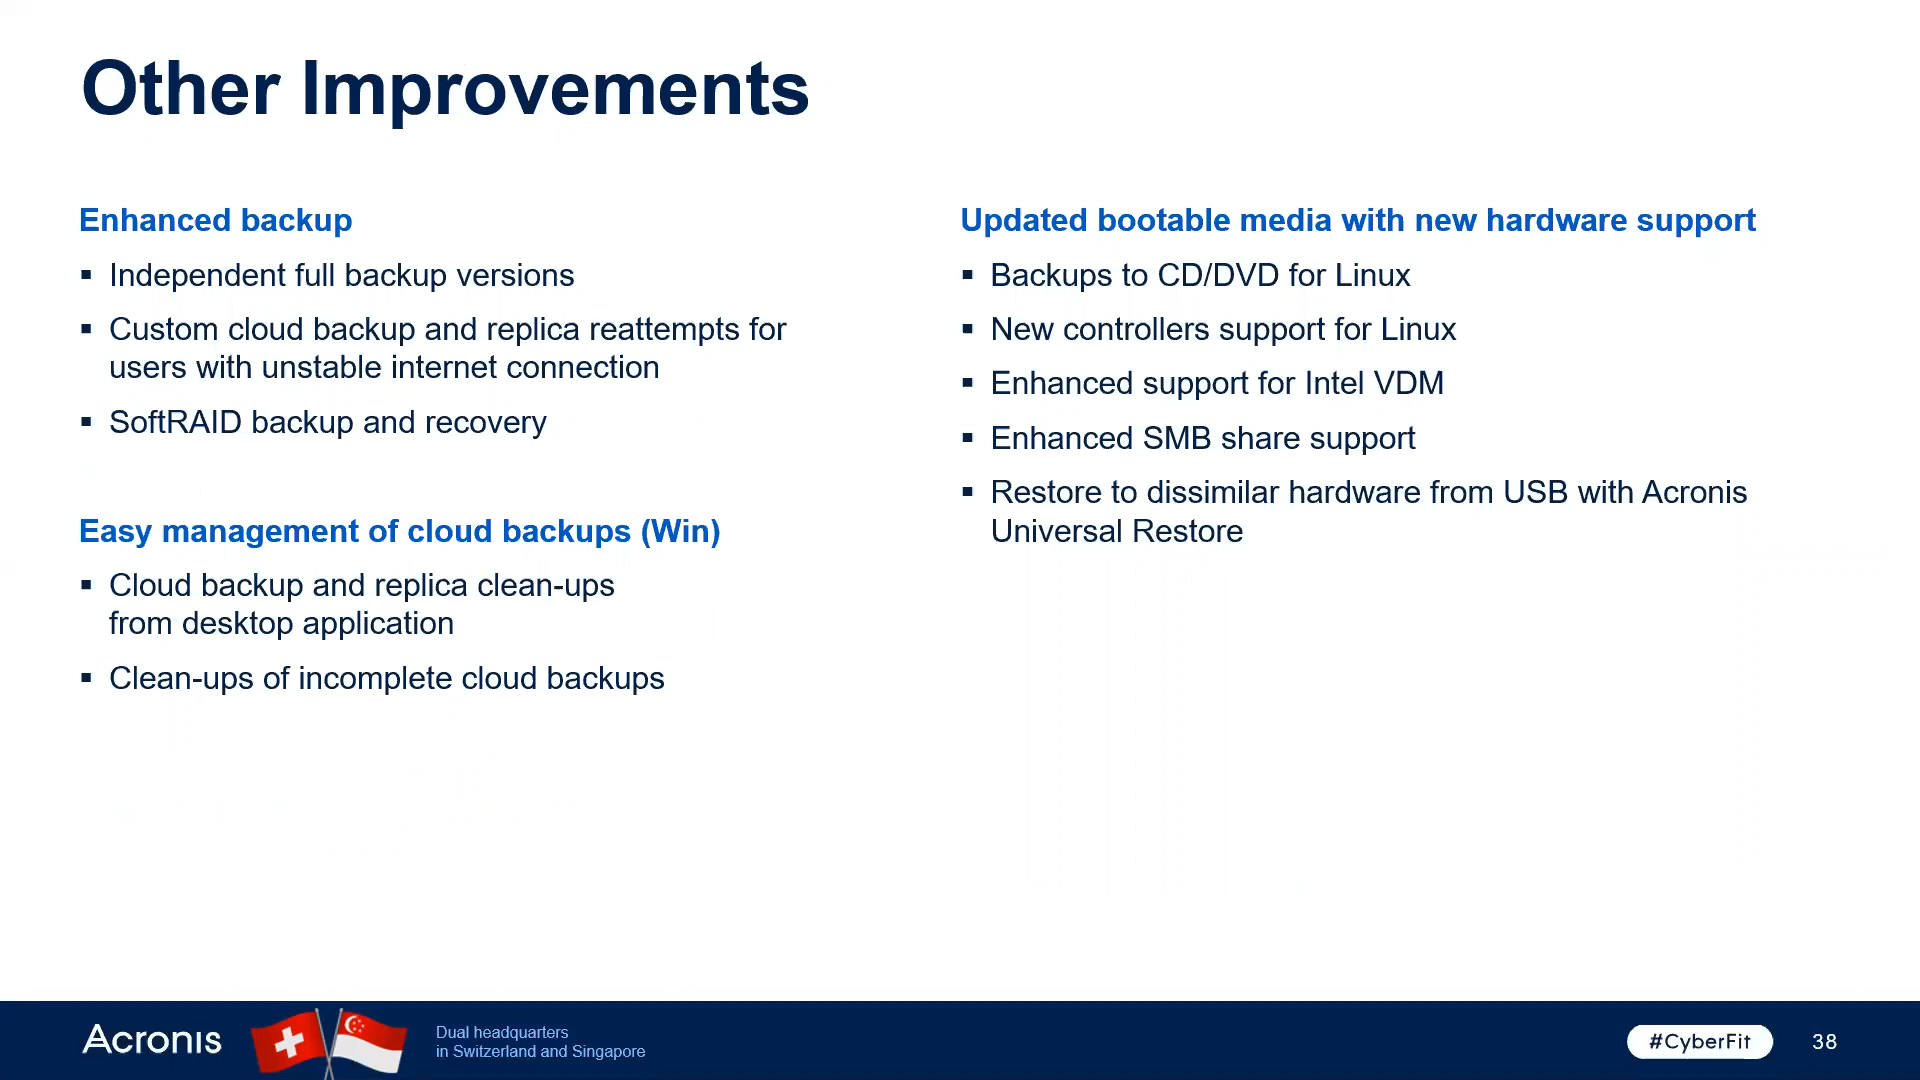 Other Improvements
Enhanced backup
▪ Independent full backup versions
▪ Custom cloud backup and replica reattempts for
users with unstable internet connection
▪ SoftRAID backup and recovery
Easy management of cloud backups (Win)
▪ Cloud backup and replica clean-ups
from desktop application
▪ Clean-ups of incomplete cloud backups
Updated bootable media with new hardware support
▪ Backups to CD/DVD for Linux
▪ New controllers support for Linux
▪ Enhanced support for Intel VDM
▪ Enhanced SMB share support
▪ Restore to dissimilar hardware from USB with Acronis
Universal Restore
Acronis
Dual headquarters
in Switzerland and Singapore
#CyberFit
38